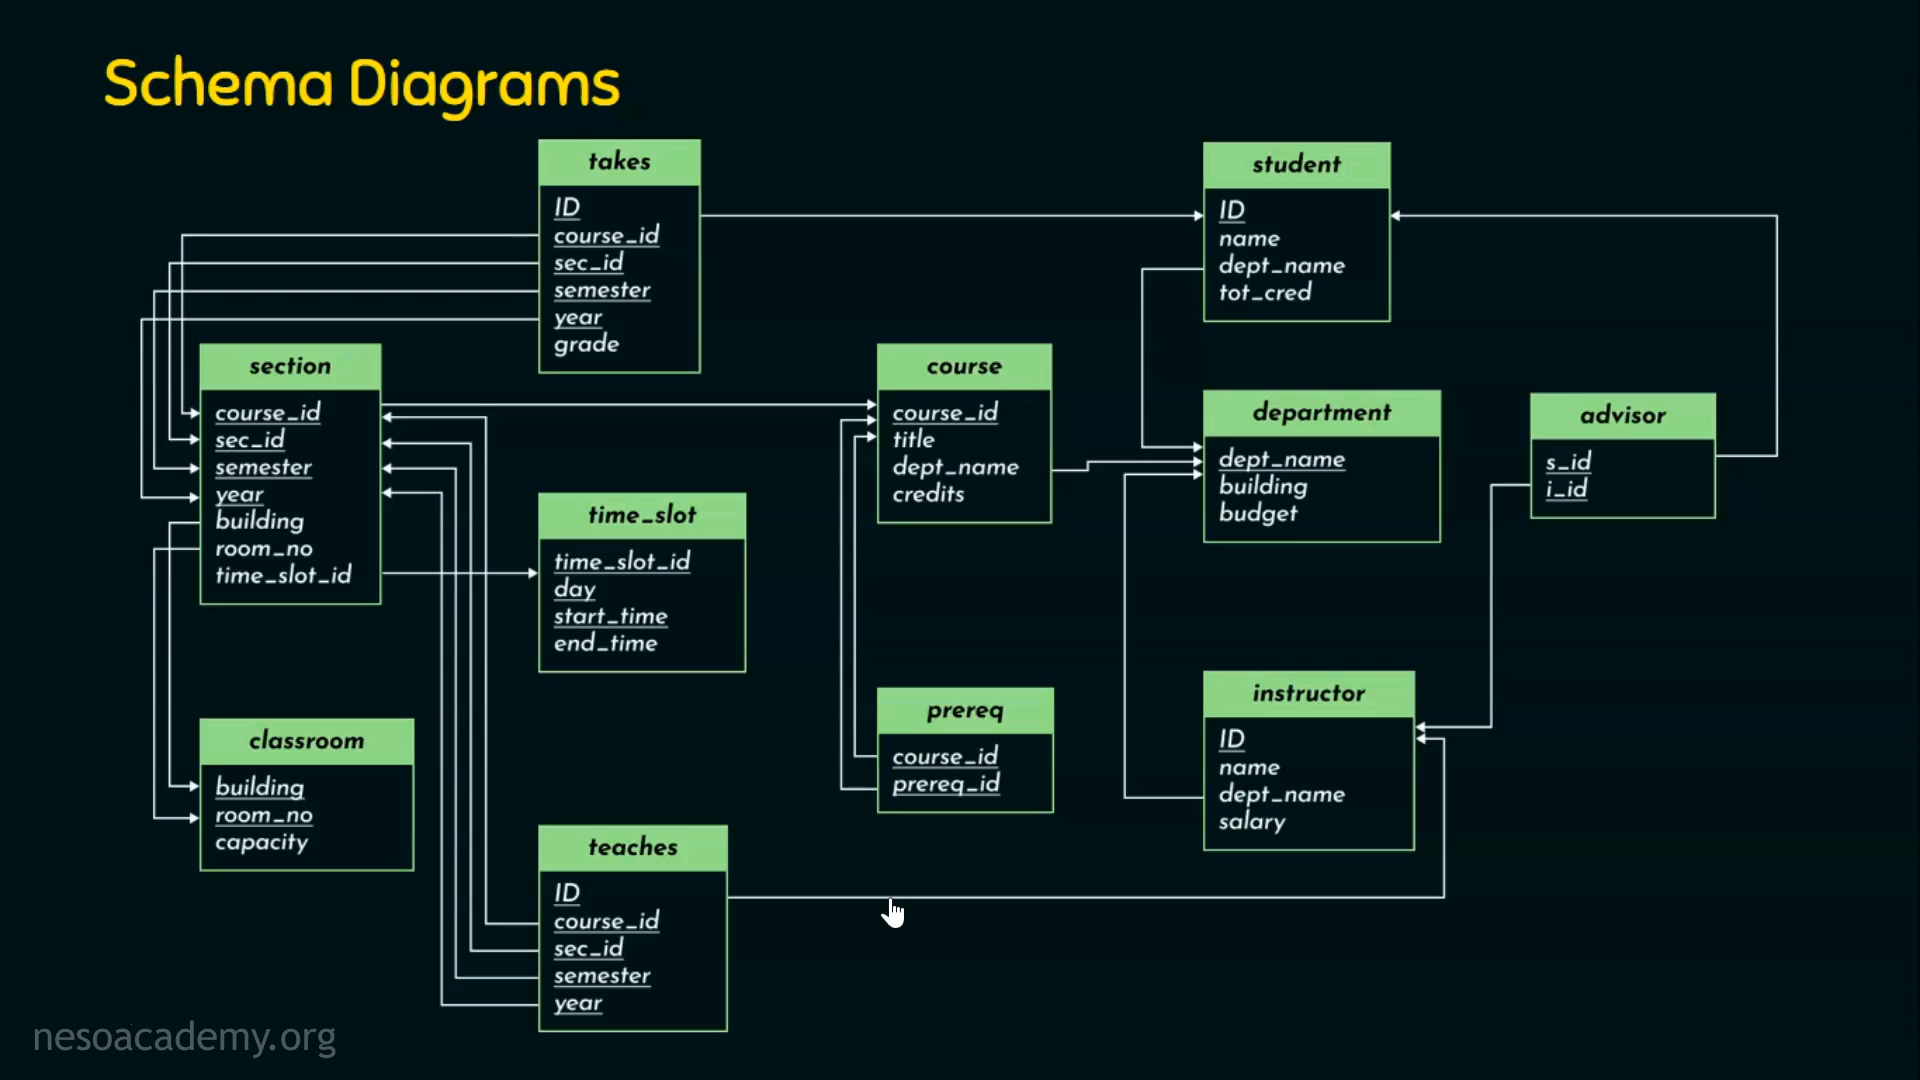 Schema Diagrams
takes
ID
course_id
sec_id
semester
year
grade
student
ID
name
dept_name
tot_cred
section
course_id
sec_id
semester
year
building
room_no
time_slot_id
course
course_id
title
dept_name
credits
department
dept_name
building
budget
advisor
s_id
i_id
time_slot
time_slot_id
day
start_time
end_time
prereq
course_id
prereq_id
instructor
ID
name
dept_name
salary
classroom
building
room_no
capacity
teaches
ID
course_id
sec_id
semester
year
nesoacademy.org